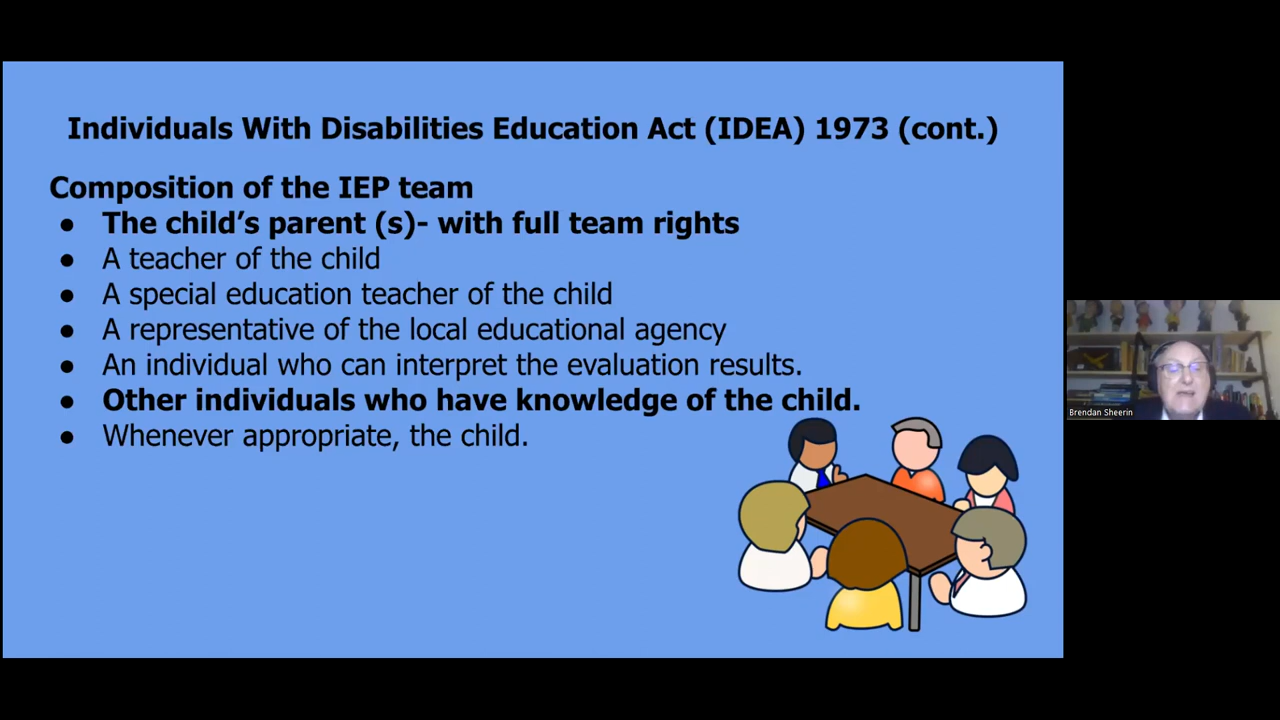 Individuals With Disabilities Education Act (IDEA) 1973 (cont.)
Composition of the IEP team
● The child’s parent (s)- with full team rights
● A teacher of the child
● A special education teacher of the child
● A representative of the local educational agency
● An individual who can interpret the evaluation results.
● Other individuals who have knowledge of the child.
● Whenever appropriate, the child.
Brendan Sheerin